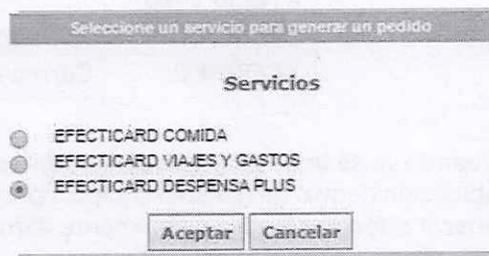 Seleccione un servicio para generar un pedido
Servicios
EFECTICARD COMIDA
EFECTICARD VIAJES Y GASTOS
EFECTICARD DESPENSA PLUS
Aceptar Cancelar